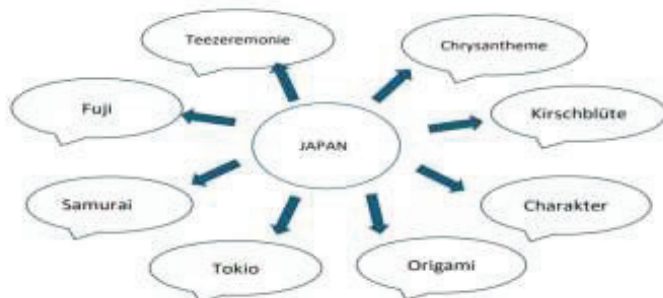 Teezeremonie
Chrysantheme
Fuji
Kirschblüte
JAPAN
Samurai
Charakter
Tokio
Origami